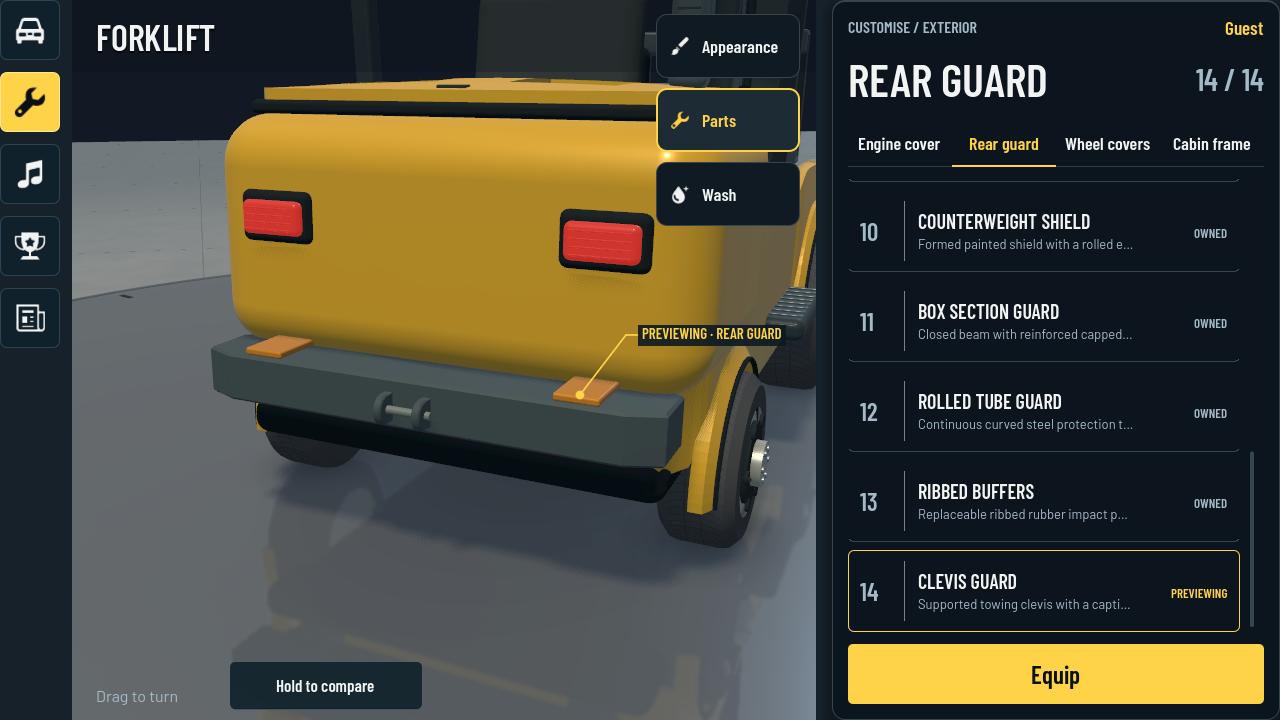 FORKLIFT
Appearance
Parts
Wash
PREVIEWING · REAR GUARD
Drag to turn
Hold to compare
CUSTOMISE / EXTERIOR
Guest
REAR GUARD
14 / 14
Engine cover
Rear guard
Wheel covers
Cabin frame
10
COUNTERWEIGHT SHIELD
Formed painted shield with a rolled e...
OWNED
11
BOX SECTION GUARD
Closed beam with reinforced capped...
OWNED
12
ROLLED TUBE GUARD
Continuous curved steel protection t...
OWNED
13
RIBBED BUFFERS
Replaceable ribbed rubber impact p...
OWNED
14
CLEVIS GUARD
Supported towing clevis with a capti...
PREVIEWING
Equip